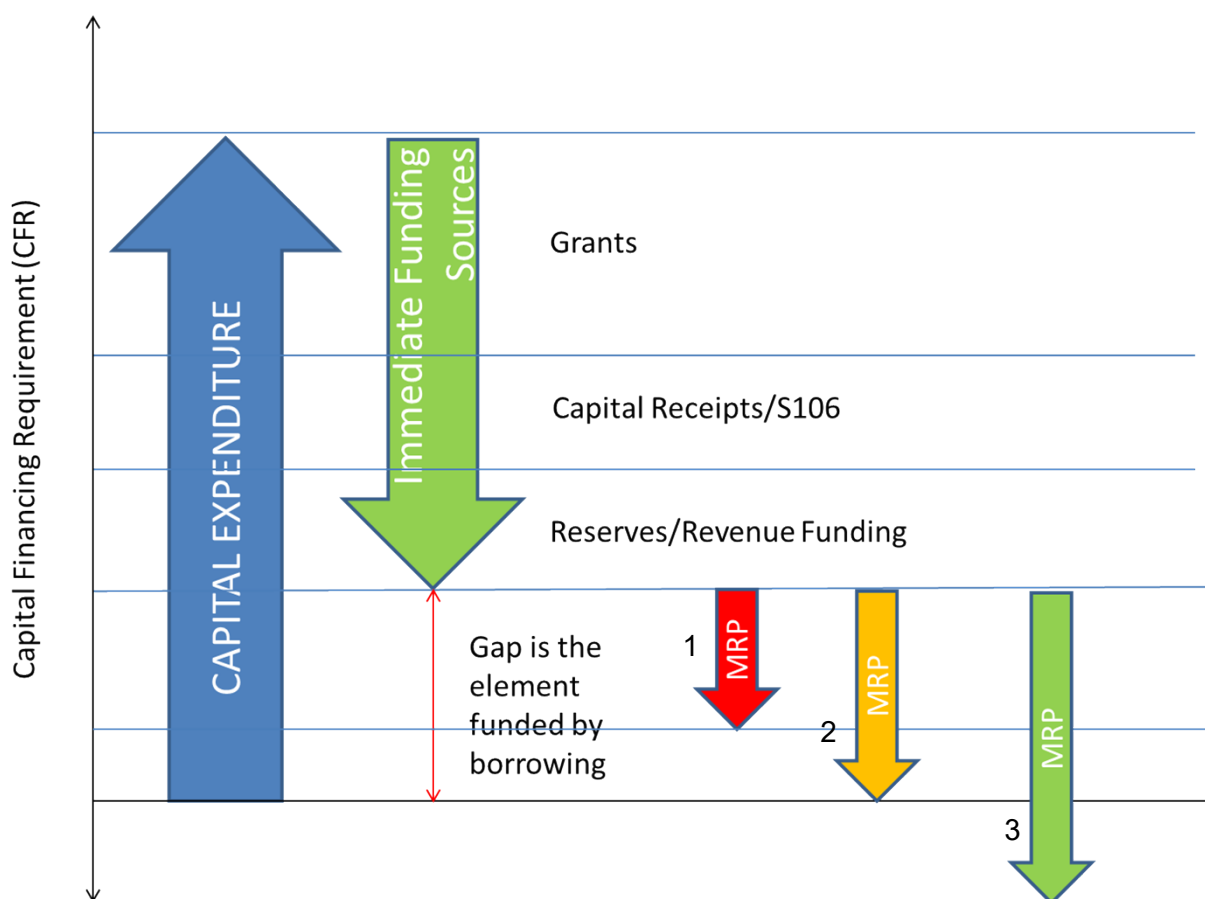 Capital Financing Requirement (CFR)
CAPITAL EXPENDITURE
Immediate Funding
Sources
Grants
Capital Receipts/S106
Reserves/Revenue Funding
Gap is the
element
funded by
borrowing
1
MRP
2
MRP
3
MRP